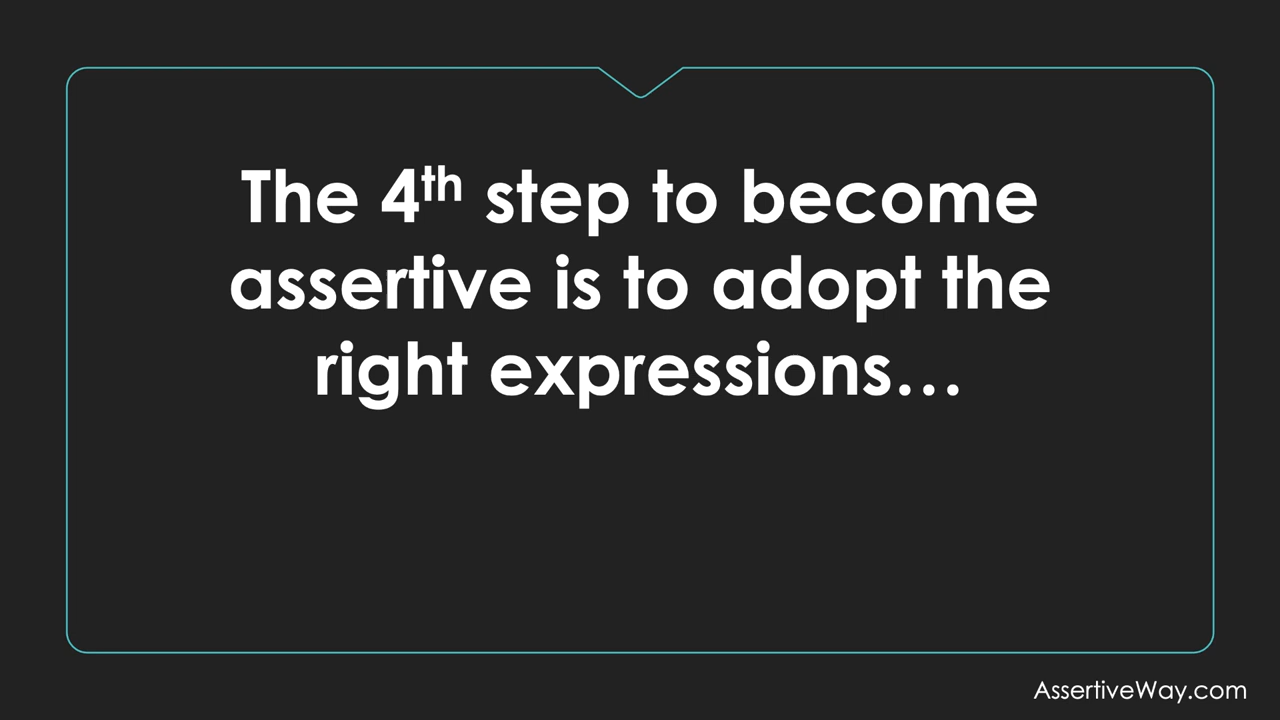 The 4th step to become
assertive is to adopt the
right expressions…
AssertiveWay.com